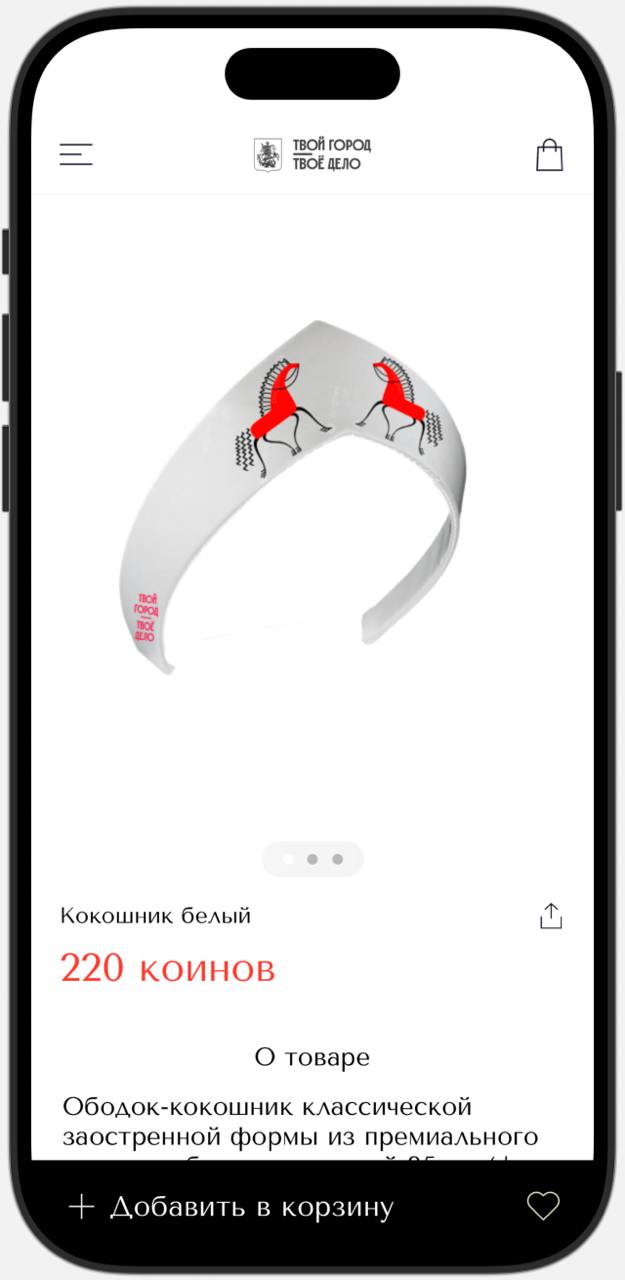 ТВОЙ ГОРОД
ТВОЁ ДЕЛО
ТВОЙ
ГОРОД
ТВОЁ
ДЕЛО
Кокошник белый
220 коинов
О товаре
Ободок-кокошник классической
заостренной формы из премиального
Добавить в корзину